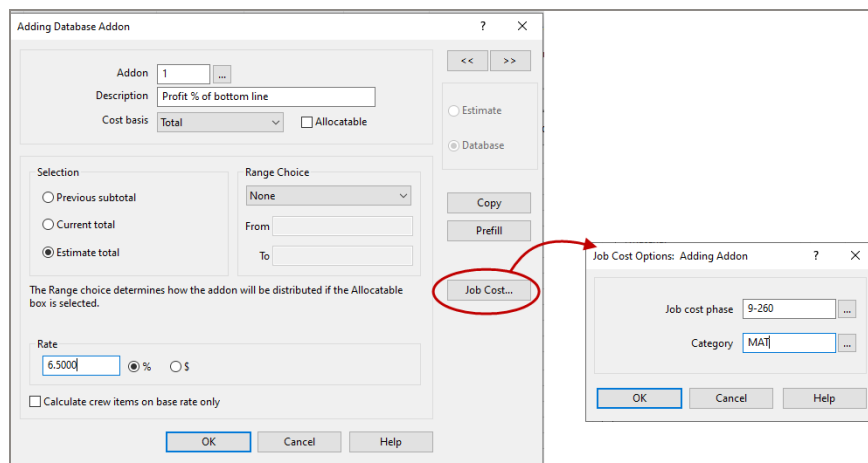 Adding Database Addon ? ×
<< >>
Addon 1 ...
Description Profit % of bottom line
Cost basis Total Allocatable
Estimate
Database
Selection
Previous subtotal
Current total
Estimate total
Range Choice
None
From
To
Copy
Prefill
Job Cost...
The Range choice determines how the addon will be distributed if the Allocatable
box is selected.
Rate
6.5000 % $
Calculate crew items on base rate only
OK Cancel Help
Job Cost Options: Adding Addon ? ×
Job cost phase 9-260 ...
Category MAT ...
OK Cancel Help